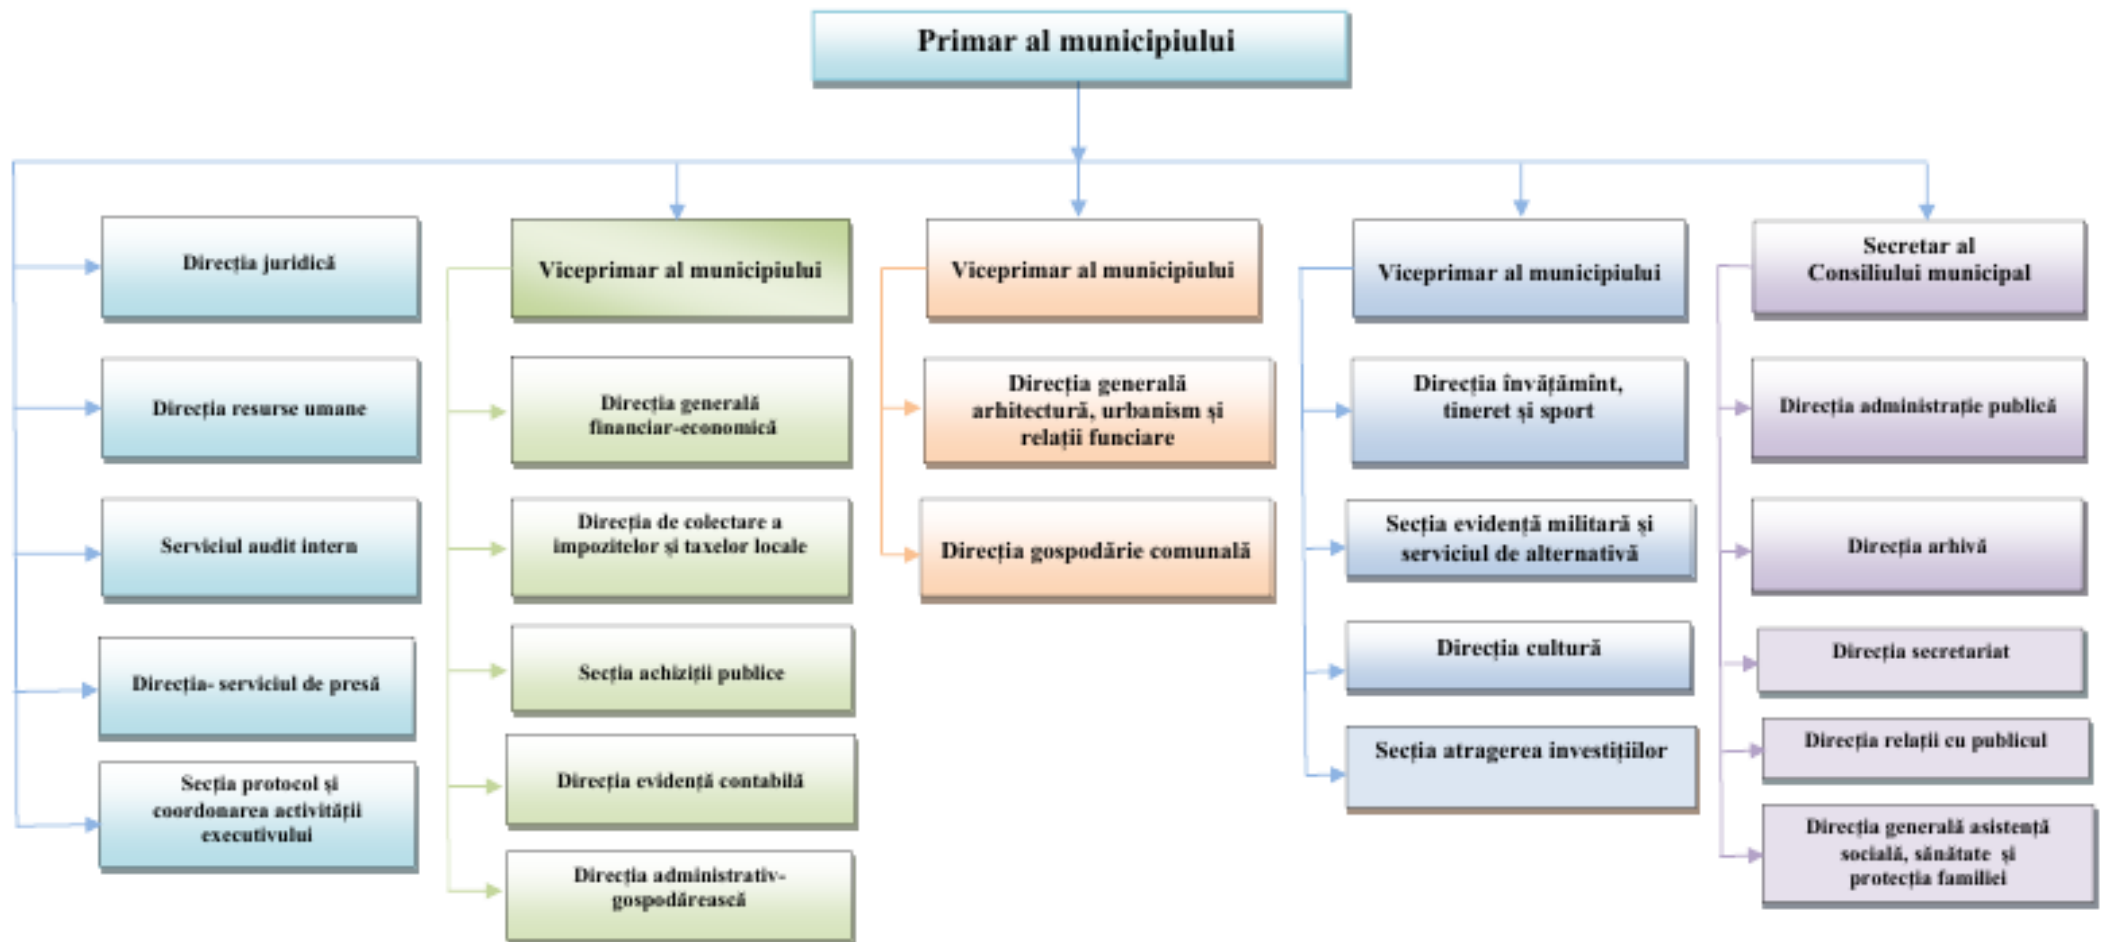 Primar al municipiului
Direcția juridică
Direcția resurse umane
Serviciul audit intern
Direcția- serviciul de presă
Secția protocol și
coordonarea activității
executivului
Viceprimar al municipiului
Direcția generală
financiar-economică
Direcția de colectare a
impozitelor și taxelor locale
Secția achiziții publice
Direcția evidență contabilă
Direcția administrativ-
gospodărească
Viceprimar al municipiului
Direcția generală
arhitectură, urbanism și
relații funciare
Direcția gospodărie comunală
Viceprimar al municipiului
Direcția învățămînt,
tineret și sport
Secția evidență militară și
serviciul de alternativă
Direcția cultură
Secția atragerea investițiilor
Secretar al
Consiliului municipal
Direcția administrație publică
Direcția arhivă
Direcția secretariat
Direcția relații cu publicul
Direcția generală asistență
socială, sănătate și
protecția familiei